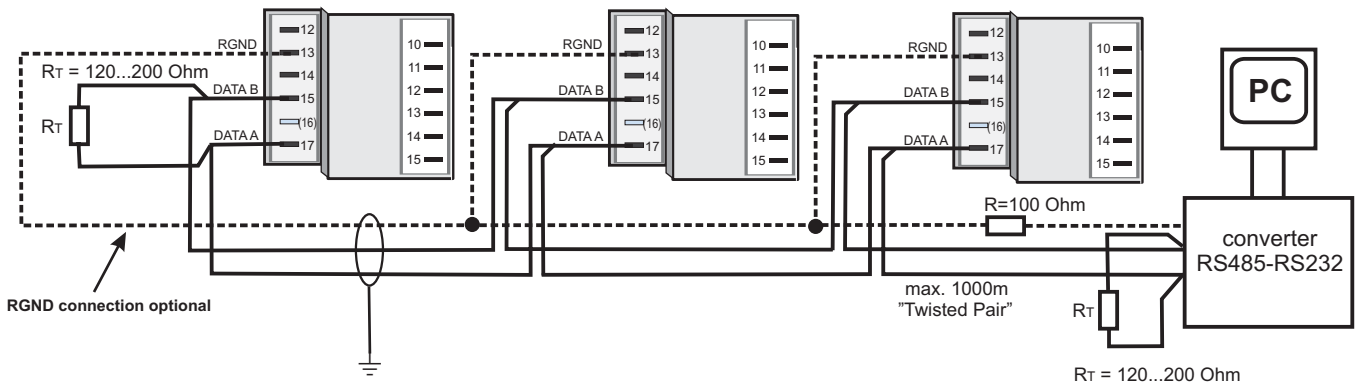 12
RGND
13
14
DATA B
15
(16)
DATA A
17
10
11
12
13
14
15
RT = 120...200 Ohm
RT
12
RGND
13
14
DATA B
15
(16)
DATA A
17
10
11
12
13
14
15
12
RGND
13
14
DATA B
15
(16)
DATA A
17
10
11
12
13
14
15
PC
R=100 Ohm
converter
RS485-RS232
RGND connection optional
max. 1000m
”Twisted Pair”
RT
RT = 120...200 Ohm